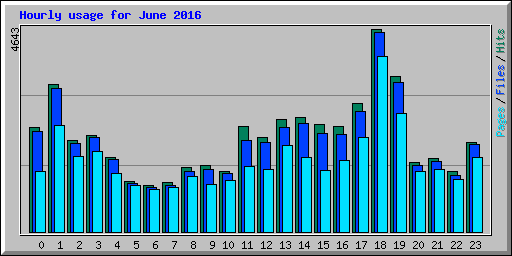 Hourly usage for June 2016
4643
Pages/Files/Hits
0 1 2 3 4 5 6 7 8 9 10 11 12 13 14 15 16 17 18 19 20 21 22 23